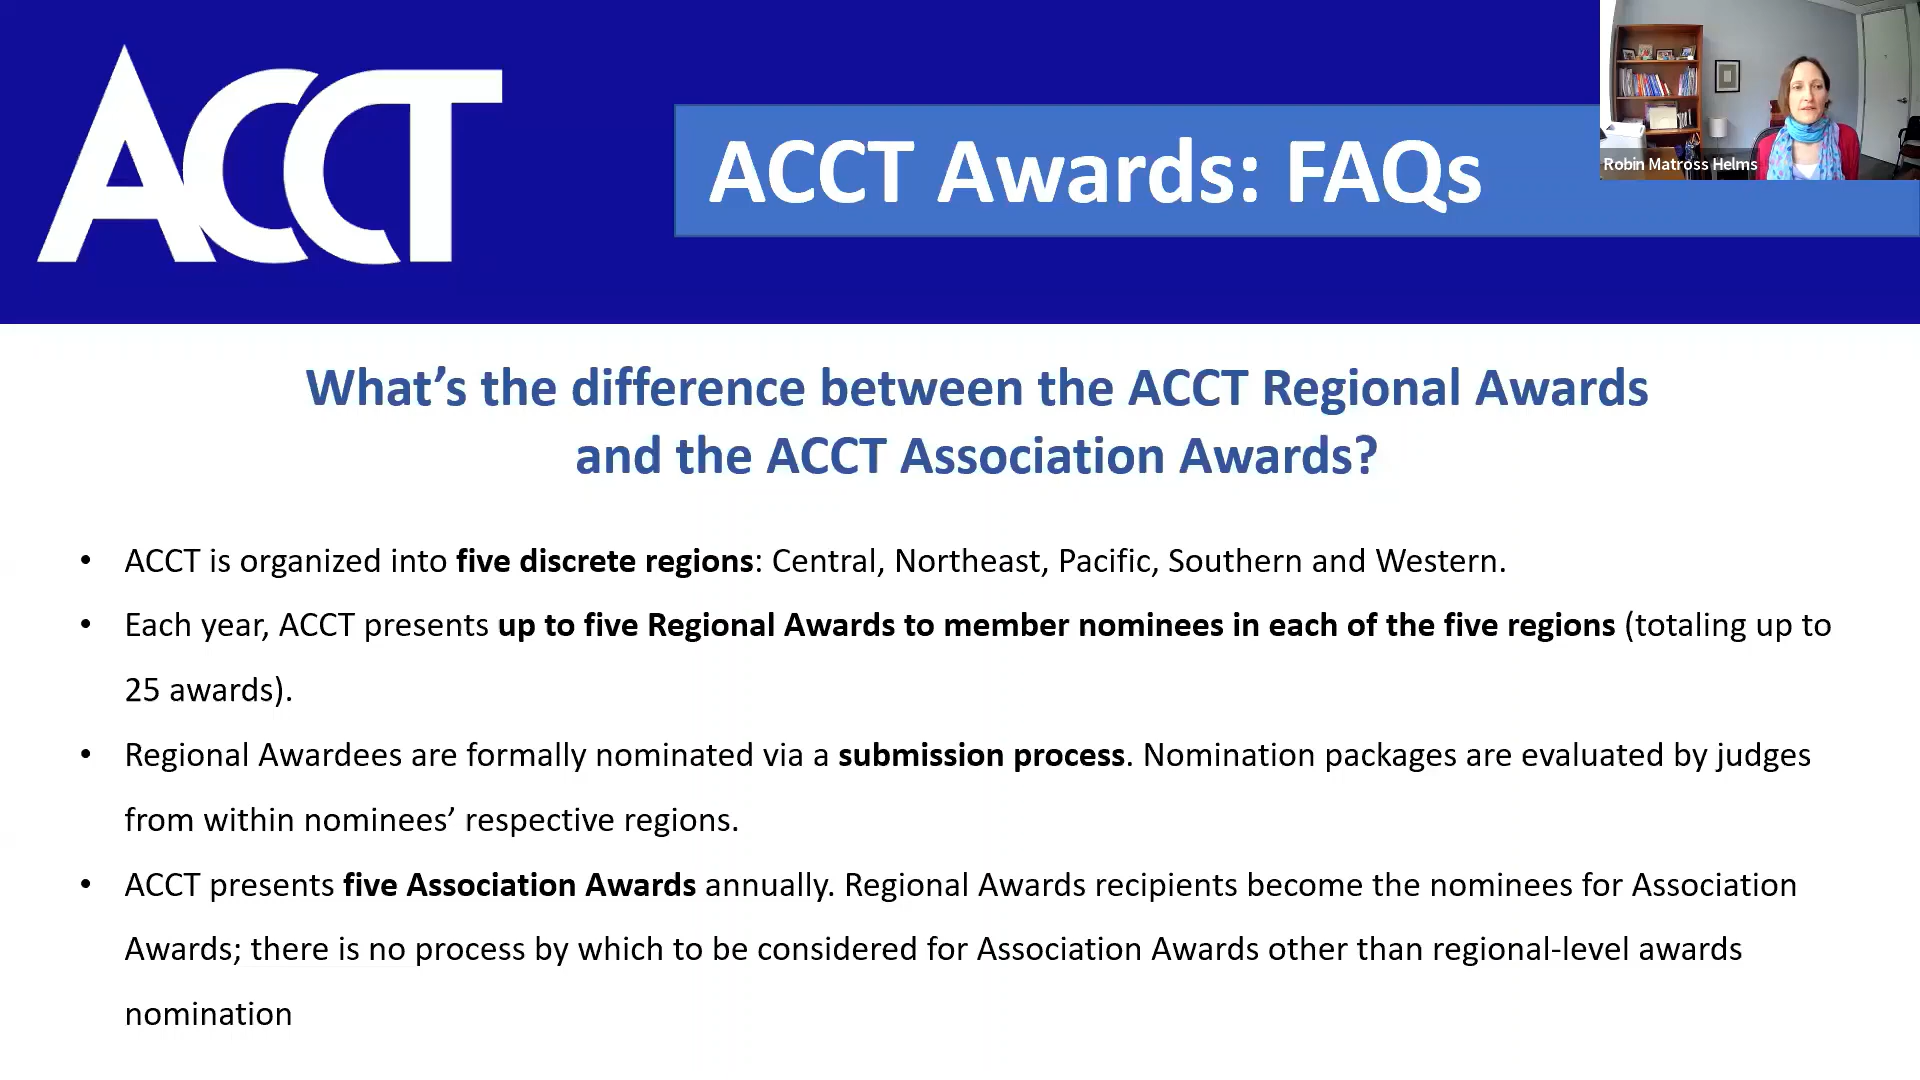 ACCT
ACCT Awards: FAQs
Robin Matross Helms
What’s the difference between the ACCT Regional Awards
and the ACCT Association Awards?
• ACCT is organized into five discrete regions: Central, Northeast, Pacific, Southern and Western.
• Each year, ACCT presents up to five Regional Awards to member nominees in each of the five regions (totaling up to
25 awards).
• Regional Awardees are formally nominated via a submission process. Nomination packages are evaluated by judges
from within nominees’ respective regions.
• ACCT presents five Association Awards annually. Regional Awards recipients become the nominees for Association
Awards; there is no process by which to be considered for Association Awards other than regional-level awards
nomination